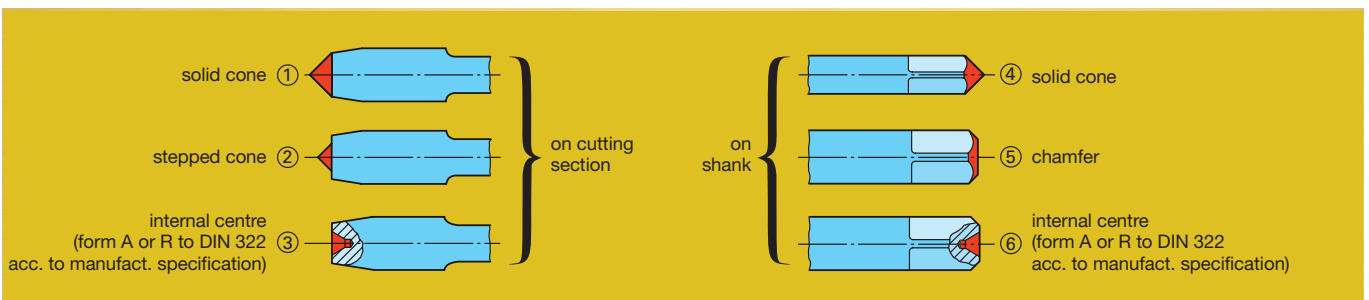 solid cone ①
stepped cone ②
internal centre
(form A or R to DIN 322 ③
acc. to manufact. specification)
on cutting
section
on
shank
④ solid cone
⑤ chamfer
internal centre
⑥ (form A or R to DIN 322
acc. to manufact. specification)